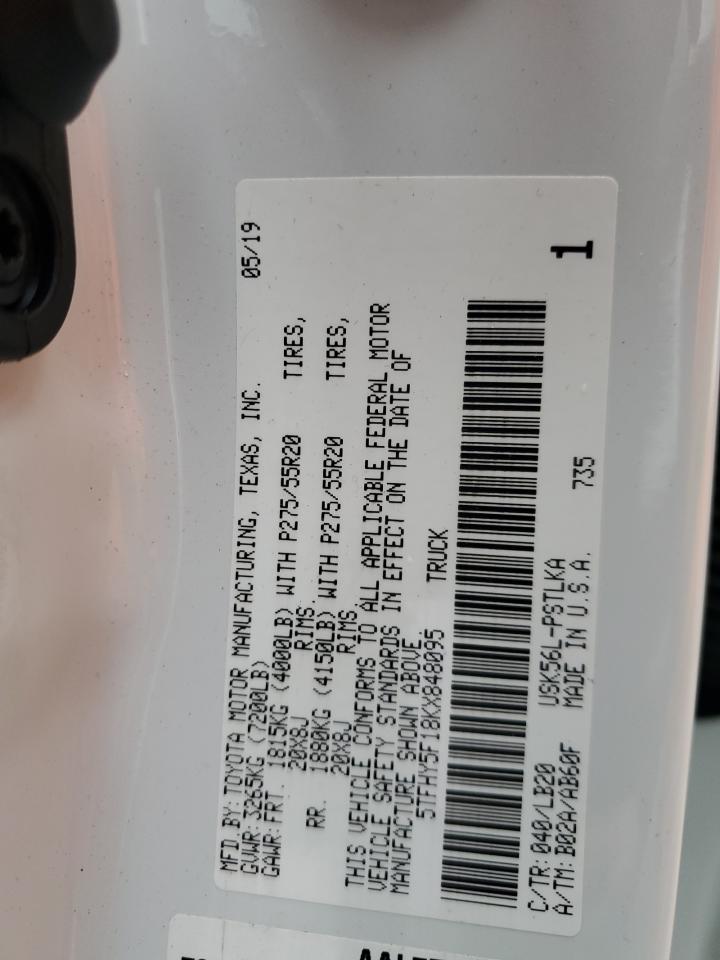 MFD.BY:TOYOTA MOTOR MANUFACTURING, TEXAS, INC. 05/19
GVWR:3265KG (7200LB)
GAWR:FRT. 1815KG (4000LB) WITH P275/55R20 TIRES,
20X8J RIMS.
RR. 1880KG (4150LB) WITH P275/55R20 TIRES,
20X8J RIMS.
THIS VEHICLE CONFORMS TO ALL APPLICABLE FEDERAL MOTOR
VEHICLE SAFETY STANDARDS IN EFFECT ON THE DATE OF
MANUFACTURE SHOWN ABOVE.
5TFHY5F18KX848095 TRUCK
C/TR:040/LB20 USK56L-PSTLKA 735 1
A/TM:B02A/AB60F MADE IN U.S.A.